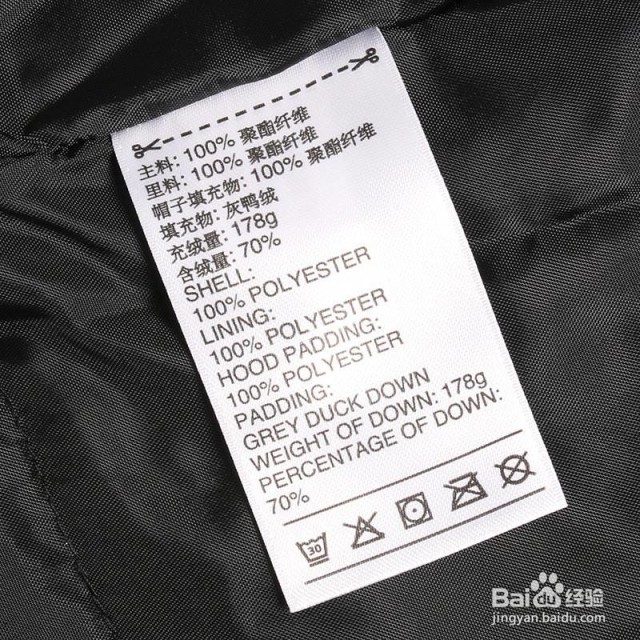 主料: 100% 聚酯纤维
里料: 100% 聚酯纤维
帽子填充物: 100% 聚酯纤维
填充物: 灰鸭绒
充绒量: 178g
含绒量: 70%
SHELL:
100% POLYESTER
LINING:
100% POLYESTER
HOOD PADDING:
100% POLYESTER
PADDING:
GREY DUCK DOWN
WEIGHT OF DOWN: 178g
PERCENTAGE OF DOWN:
70%
30
Baidu经验
jingyan.baidu.com